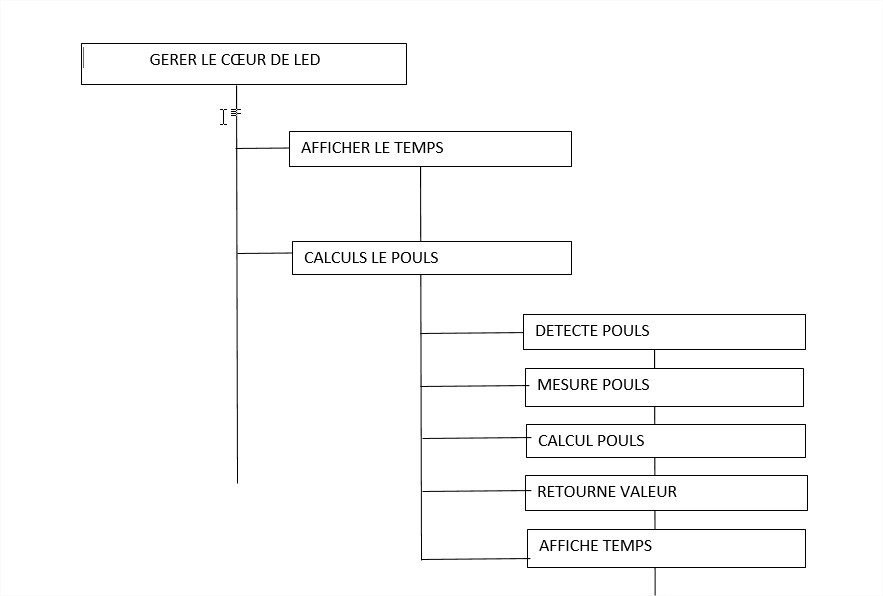 GERER LE CŒUR DE LED
AFFICHER LE TEMPS
CALCULS LE POULS
DETECTE POULS
MESURE POULS
CALCUL POULS
RETOURNE VALEUR
AFFICHE TEMPS